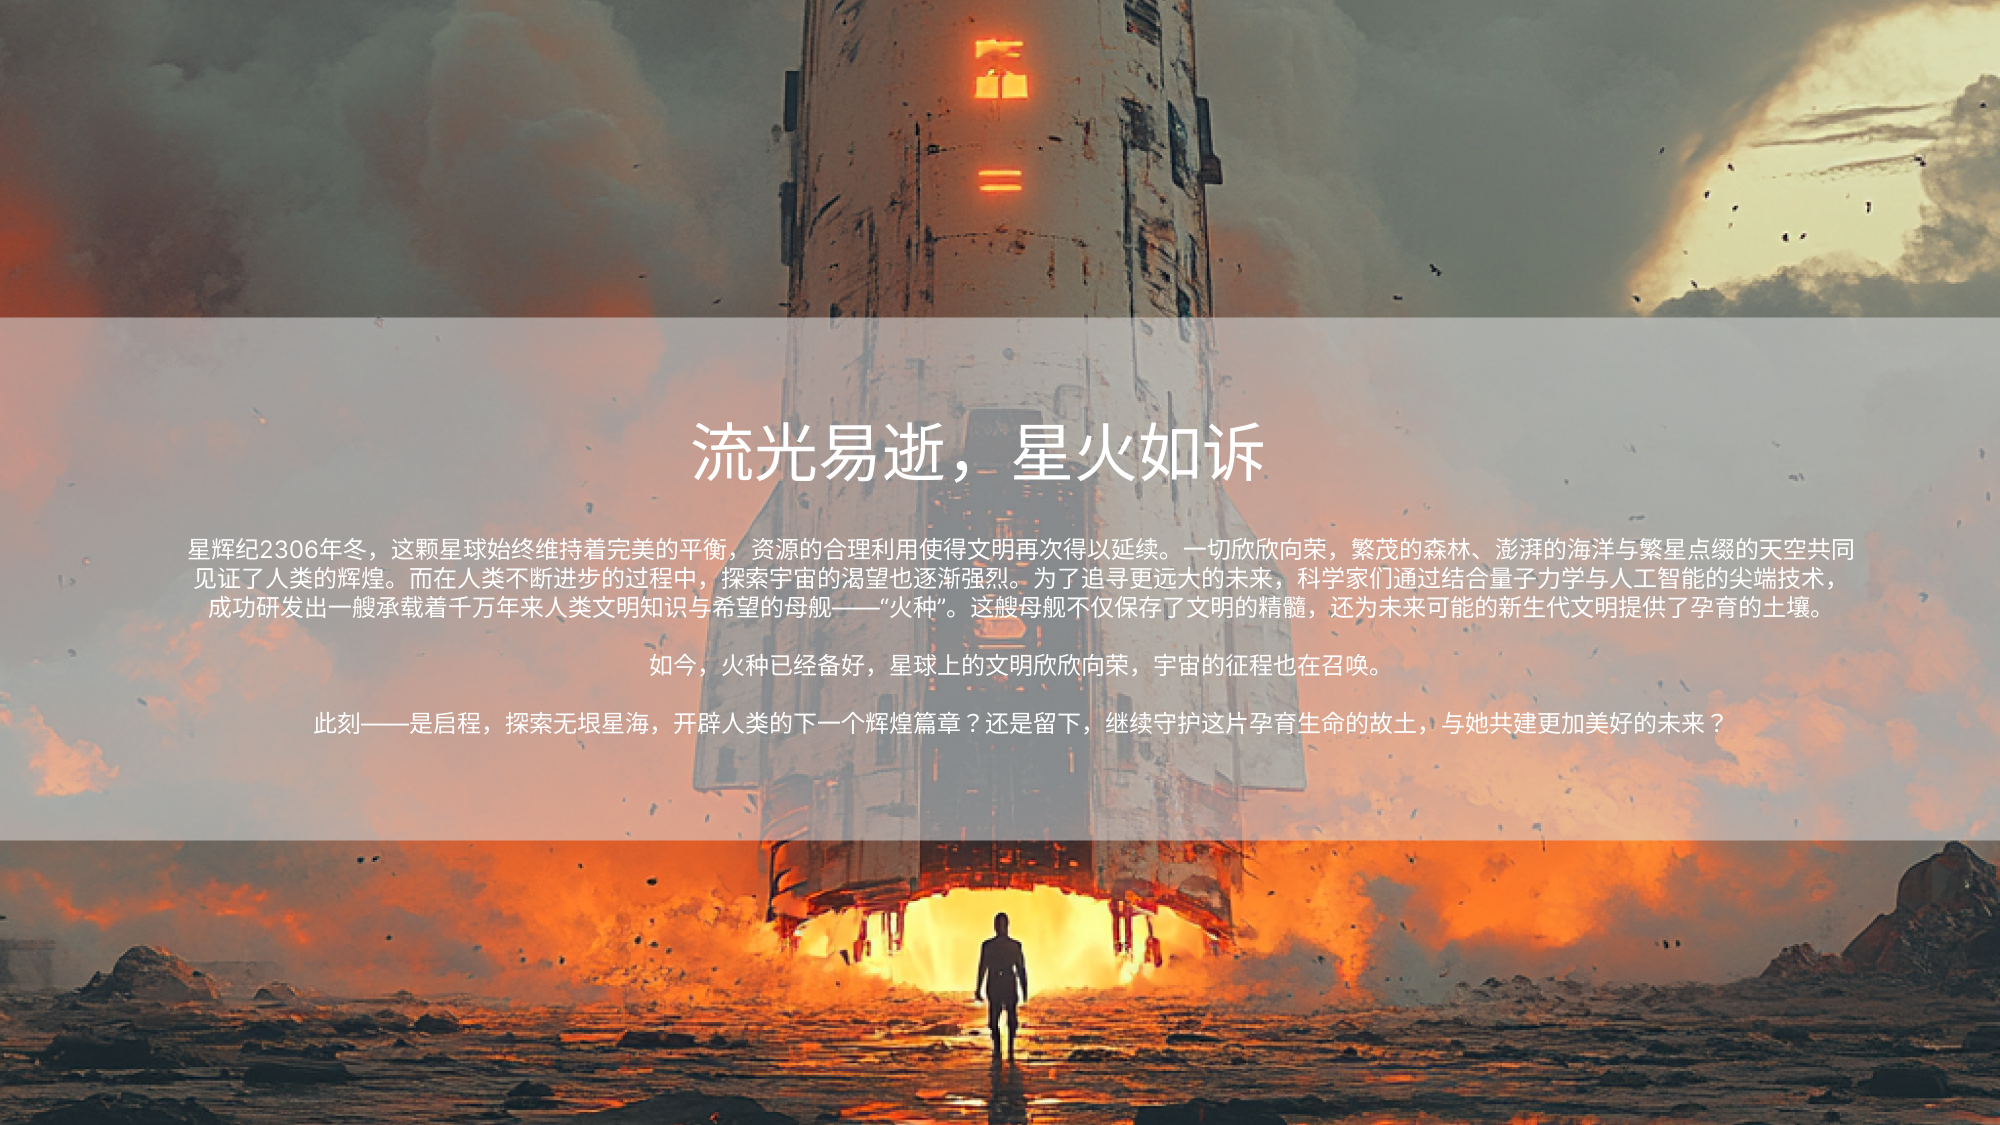 流光易逝，星火如诉
星辉纪2306年冬，这颗星球始终维持着完美的平衡，资源的合理利用使得文明再次得以延续。一切欣欣向荣，繁茂的森林、澎湃的海洋与繁星点缀的天空共同
见证了人类的辉煌。而在人类不断进步的过程中，探索宇宙的渴望也逐渐强烈。为了追寻更远大的未来，科学家们通过结合量子力学与人工智能的尖端技术，
成功研发出一艘承载着千万年来人类文明知识与希望的母舰——“火种”。这艘母舰不仅保存了文明的精髓，还为未来可能的新生代文明提供了孕育的土壤。
如今，火种已经备好，星球上的文明欣欣向荣，宇宙的征程也在召唤。
此刻——是启程，探索无垠星海，开辟人类的下一个辉煌篇章？还是留下，继续守护这片孕育生命的故土，与她共建更加美好的未来？